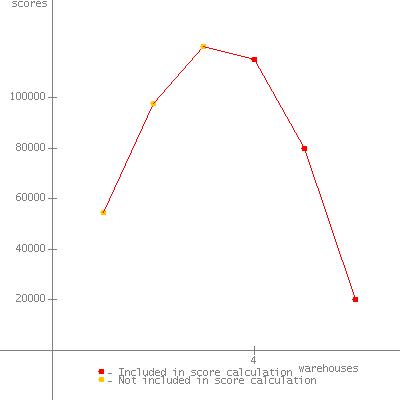 scores
100000
80000
60000
40000
20000
4
warehouses
- Included in score calculation
- Not included in score calculation